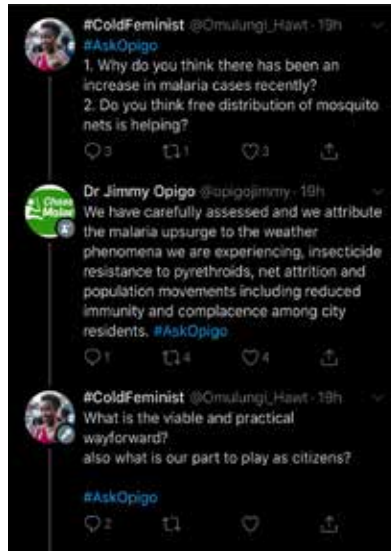 #ColdFeminist @Omulungi_Hawt · 19h
#AskOpigo
1. Why do you think there has been an
increase in malaria cases recently?
2. Do you think free distribution of mosquito
nets is helping?
3 1 3
Dr Jimmy Opigo @opigojimmy · 19h
We have carefully assessed and we attribute
the malaria upsurge to the weather
phenomena we are experiencing, insecticide
resistance to pyrethroids, net attrition and
population movements including reduced
immunity and complacence among city
residents. #AskOpigo
1 4 4
#ColdFeminist @Omulungi_Hawt · 19h
What is the viable and practical
wayforward?
also what is our part to play as citizens?
#AskOpigo
2